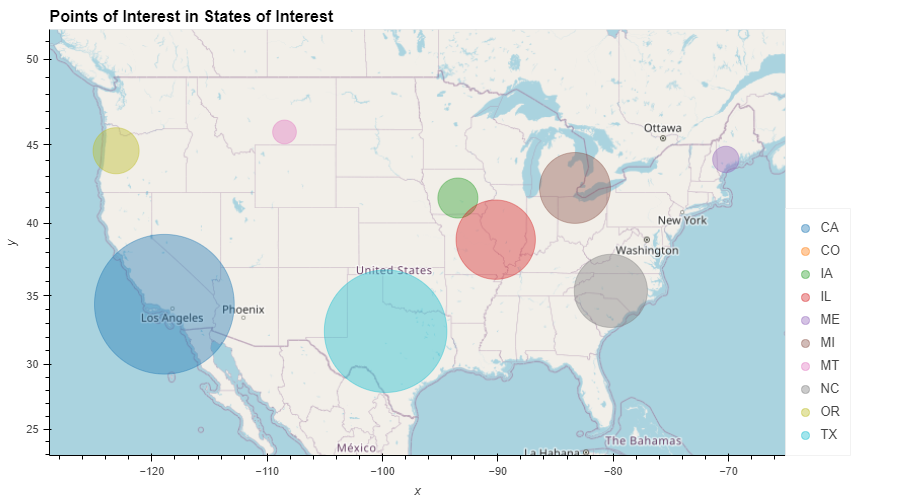 Points of Interest in States of Interest
50
45
40
35
30
25
y
Ottawa
New York
Washington
United States
Phoenix
Los Angeles
México
The Bahamas
La Habana
−120
−110
−100
−90
−80
−70
x
CA
CO
IA
IL
ME
MI
MT
NC
OR
TX